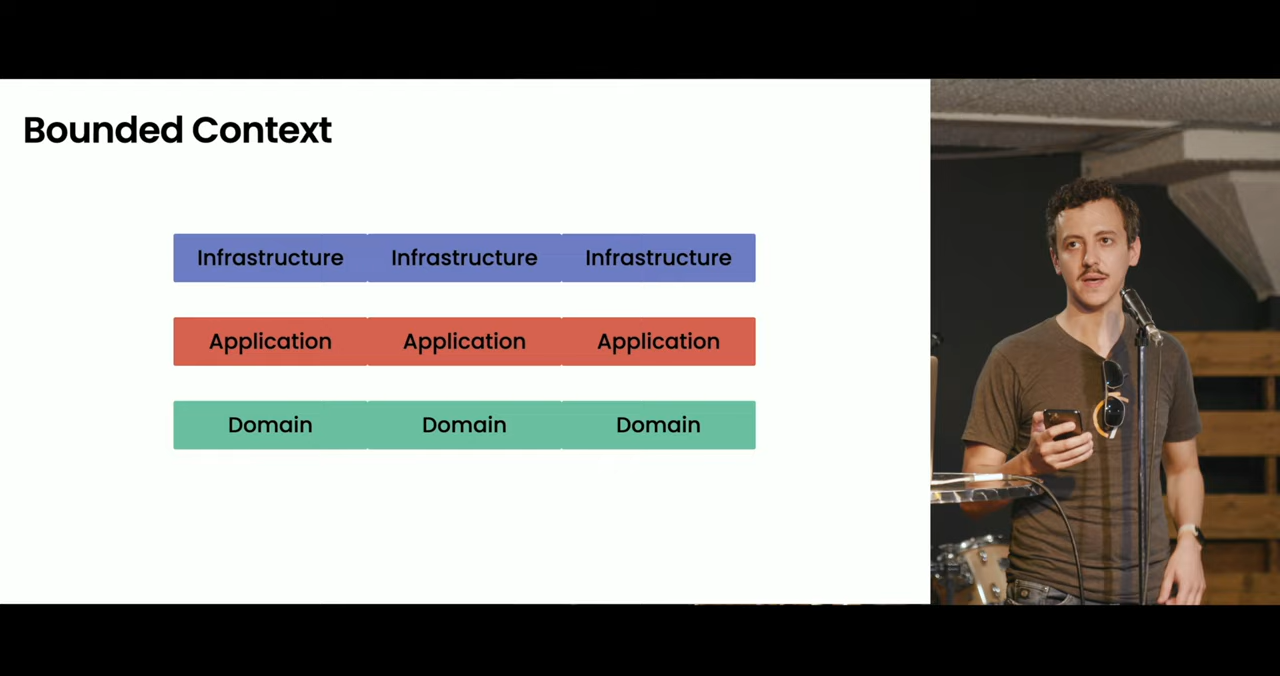 Bounded Context
Infrastructure Infrastructure Infrastructure
Application Application Application
Domain Domain Domain